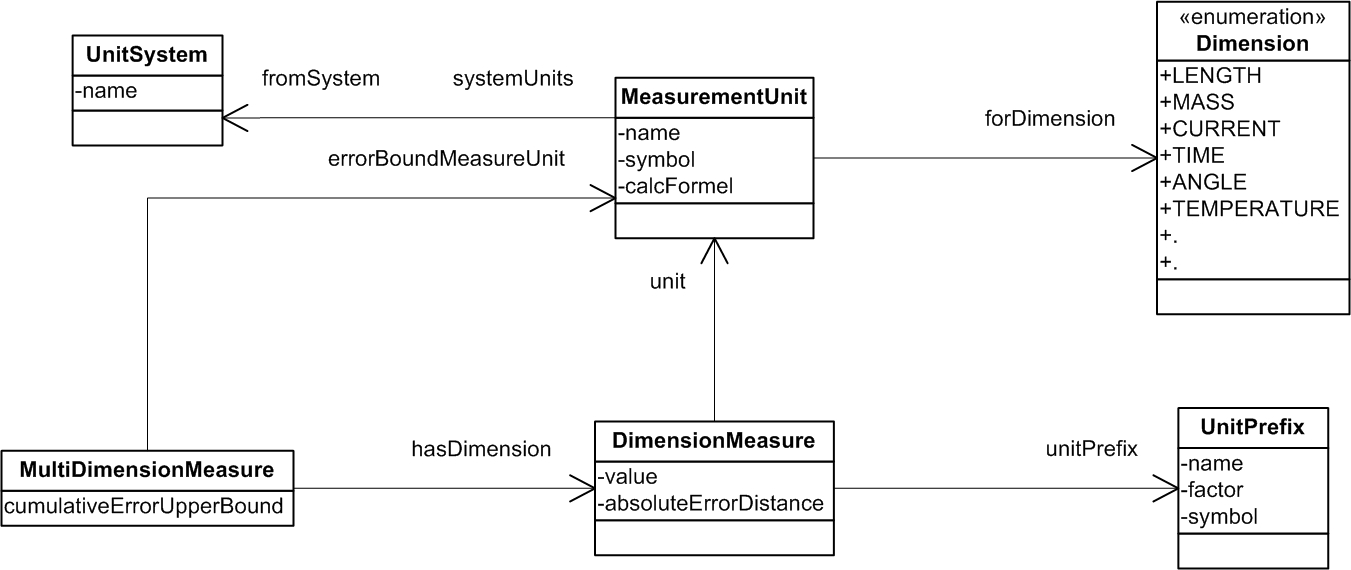 UnitSystem
-name
fromSystem
systemUnits
errorBoundMeasureUnit
MeasurementUnit
-name
-symbol
-calcFormel
forDimension
«enumeration»
Dimension
+LENGTH
+MASS
+CURRENT
+TIME
+ANGLE
+TEMPERATURE
+.
+.
unit
MultiDimensionMeasure
cumulativeErrorUpperBound
hasDimension
DimensionMeasure
-value
-absoluteErrorDistance
unitPrefix
UnitPrefix
-name
-factor
-symbol